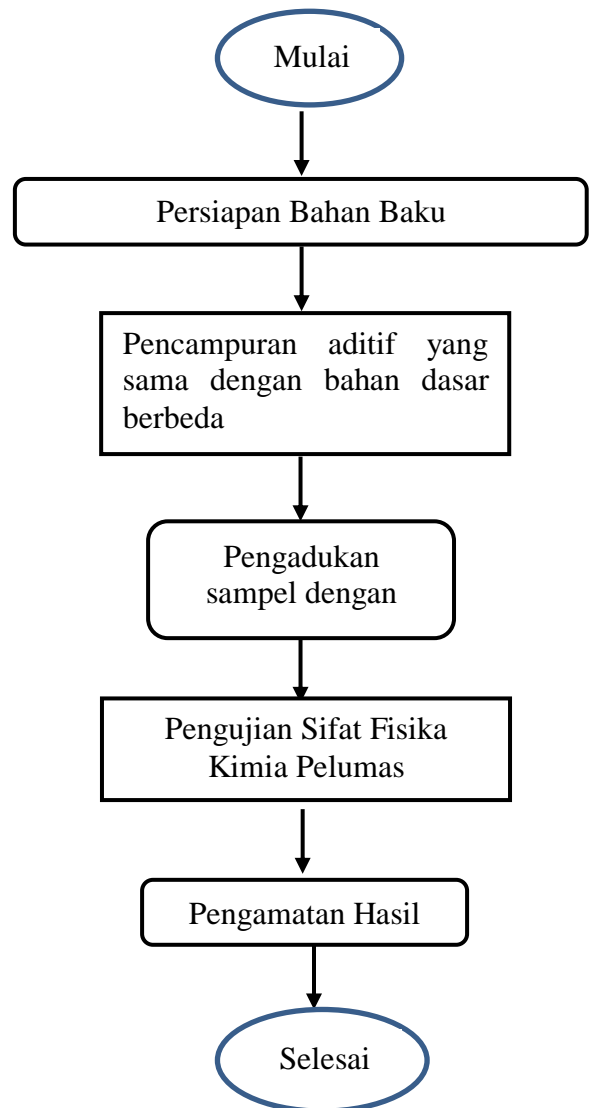 Mulai
Persiapan Bahan Baku
Pencampuran aditif yang
sama dengan bahan dasar
berbeda
Pengadukan
sampel dengan
Pengujian Sifat Fisika
Kimia Pelumas
Pengamatan Hasil
Selesai